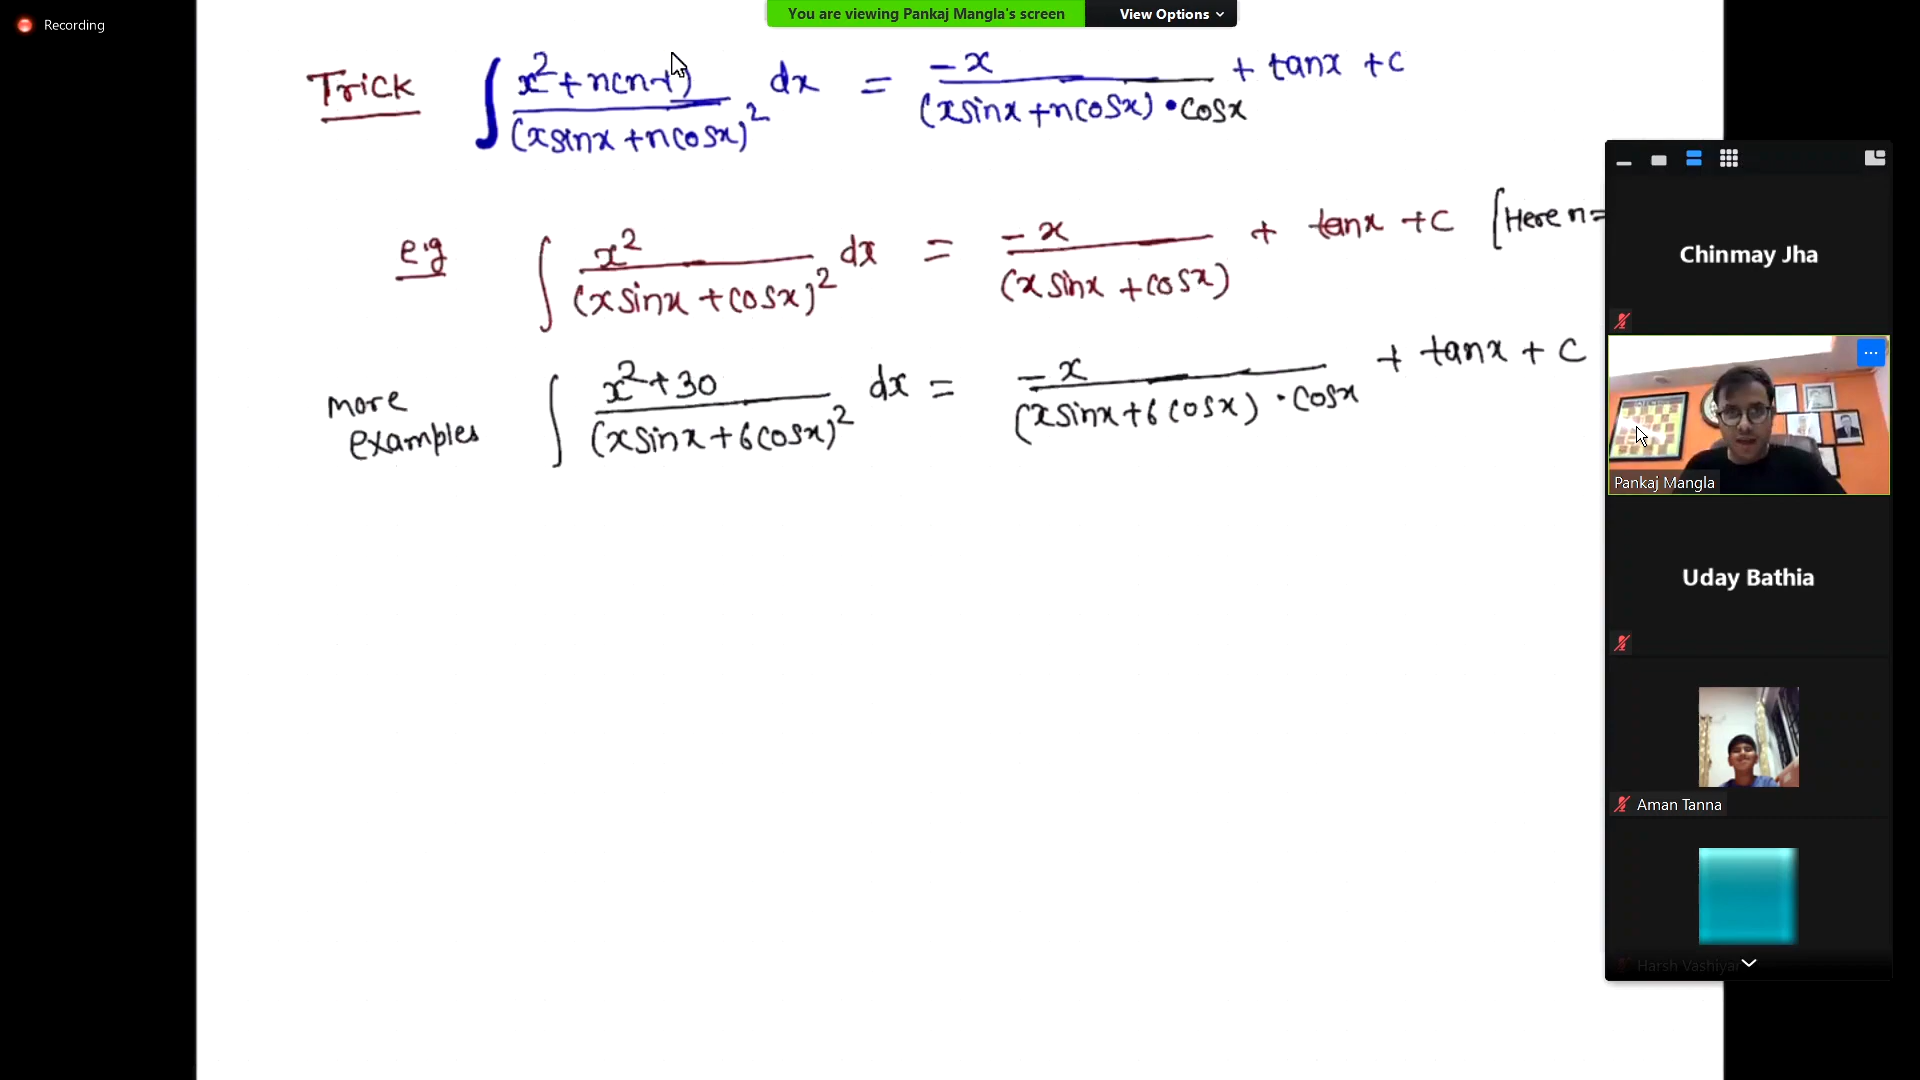 Recording
You are viewing Pankaj Mangla's screen
View Options
Trick ∫ x² + n(n-1) / (x sinx + n cosx)² dx = -x / (x sinx + n cosx) • cosx + tanx + c
e.g ∫ x² / (x sinx + cosx)² dx = -x / (x sinx + cosx) + tanx + c [Here n=
more examples ∫ x² + 30 / (x sinx + 6 cosx)² dx = -x / (x sinx + 6 cosx) • cosx + tanx + c
Chinmay Jha
Pankaj Mangla
Uday Bathia
Aman Tanna
Harsh Vashiya